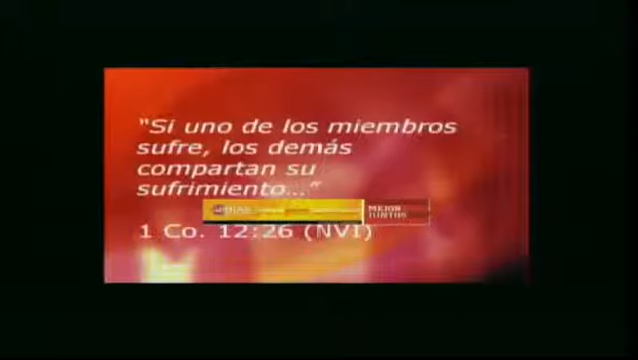 "Si uno de los miembros
sufre, los demás
compartan su
sufrimiento..."
MEJOR
JUNTOS
1 Co. 12:26 (NVI)